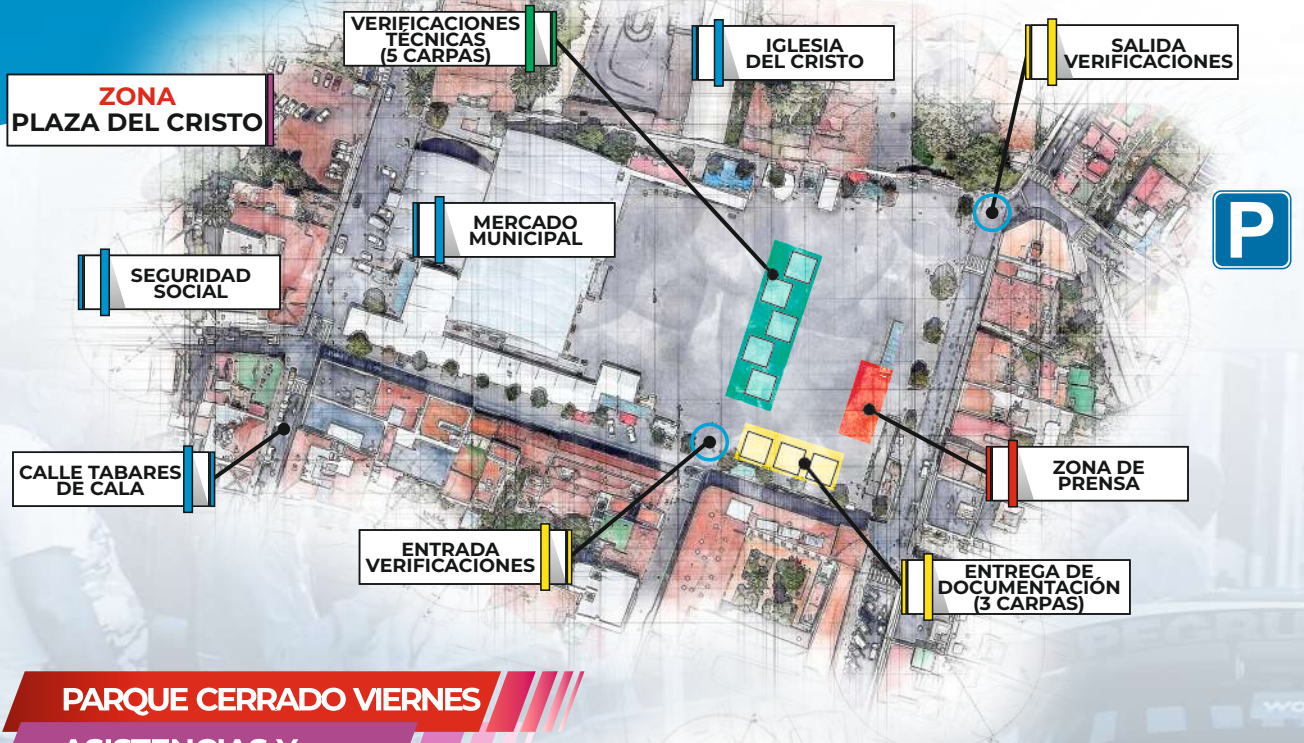 VERIFICACIONES
TÉCNICAS
(5 CARPAS)
IGLESIA
DEL CRISTO
SALIDA
VERIFICACIONES
ZONA
PLAZA DEL CRISTO
P
MERCADO
MUNICIPAL
SEGURIDAD
SOCIAL
CALLE TABARES
DE CALA
ZONA DE
PRENSA
ENTRADA
VERIFICACIONES
ENTREGA DE
DOCUMENTACIÓN
(3 CARPAS)
PARQUE CERRADO VIERNES
ASISTENCIAS Y